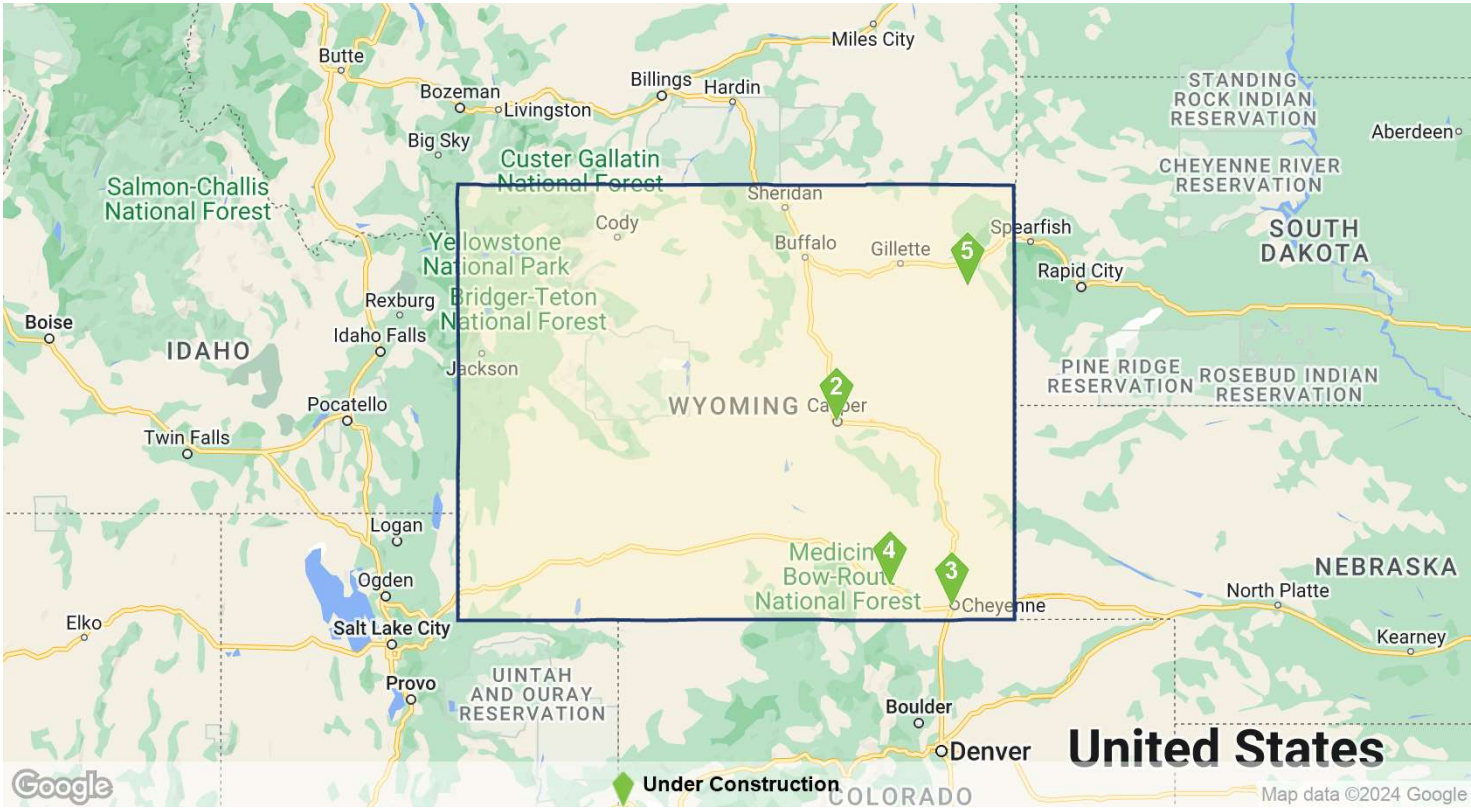 Miles City
Butte
Billings
Hardin
Bozeman
Livingston
STANDING
ROCK INDIAN
RESERVATION
Aberdeen
Big Sky
Custer Gallatin
National Forest
CHEYENNE RIVER
RESERVATION
Salmon-Challis
National Forest
Sheridan
Cody
Spearfish
SOUTH
DAKOTA
Yellowstone
National Park
Buffalo
Gillette
5
Rapid City
Rexburg
Bridger-Teton
National Forest
Boise
IDAHO
Idaho Falls
Jackson
PINE RIDGE
RESERVATION
ROSEBUD INDIAN
RESERVATION
2
Pocatello
WYOMING
Casper
Twin Falls
Logan
4
Medicine
Bow-Routt
National Forest
3
Ogden
NEBRASKA
North Platte
Cheyenne
Elko
Salt Lake City
Kearney
Provo
UINTAH
AND OURAY
RESERVATION
Boulder
Denver
United States
Google
Under Construction
COLORADO
Map data ©2024 Google